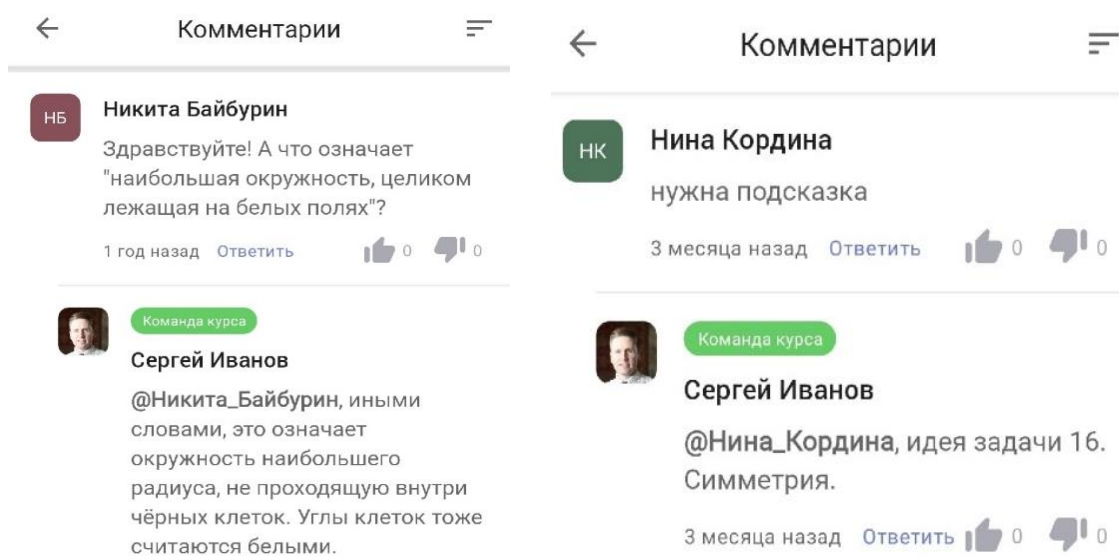 Комментарии
НБ
Никита Байбурин
Здравствуйте! А что означает
"наибольшая окружность, целиком
лежащая на белых полях"?
1 год назад Ответить 0 0
Команда курса
Сергей Иванов
@Никита_Байбурин, иными
словами, это означает
окружность наибольшего
радиуса, не проходящую внутри
чёрных клеток. Углы клеток тоже
считаются белыми.
Комментарии
НК
Нина Кордина
нужна подсказка
3 месяца назад Ответить 0 0
Команда курса
Сергей Иванов
@Нина_Кордина, идея задачи 16.
Симметрия.
3 месяца назад Ответить 0 0